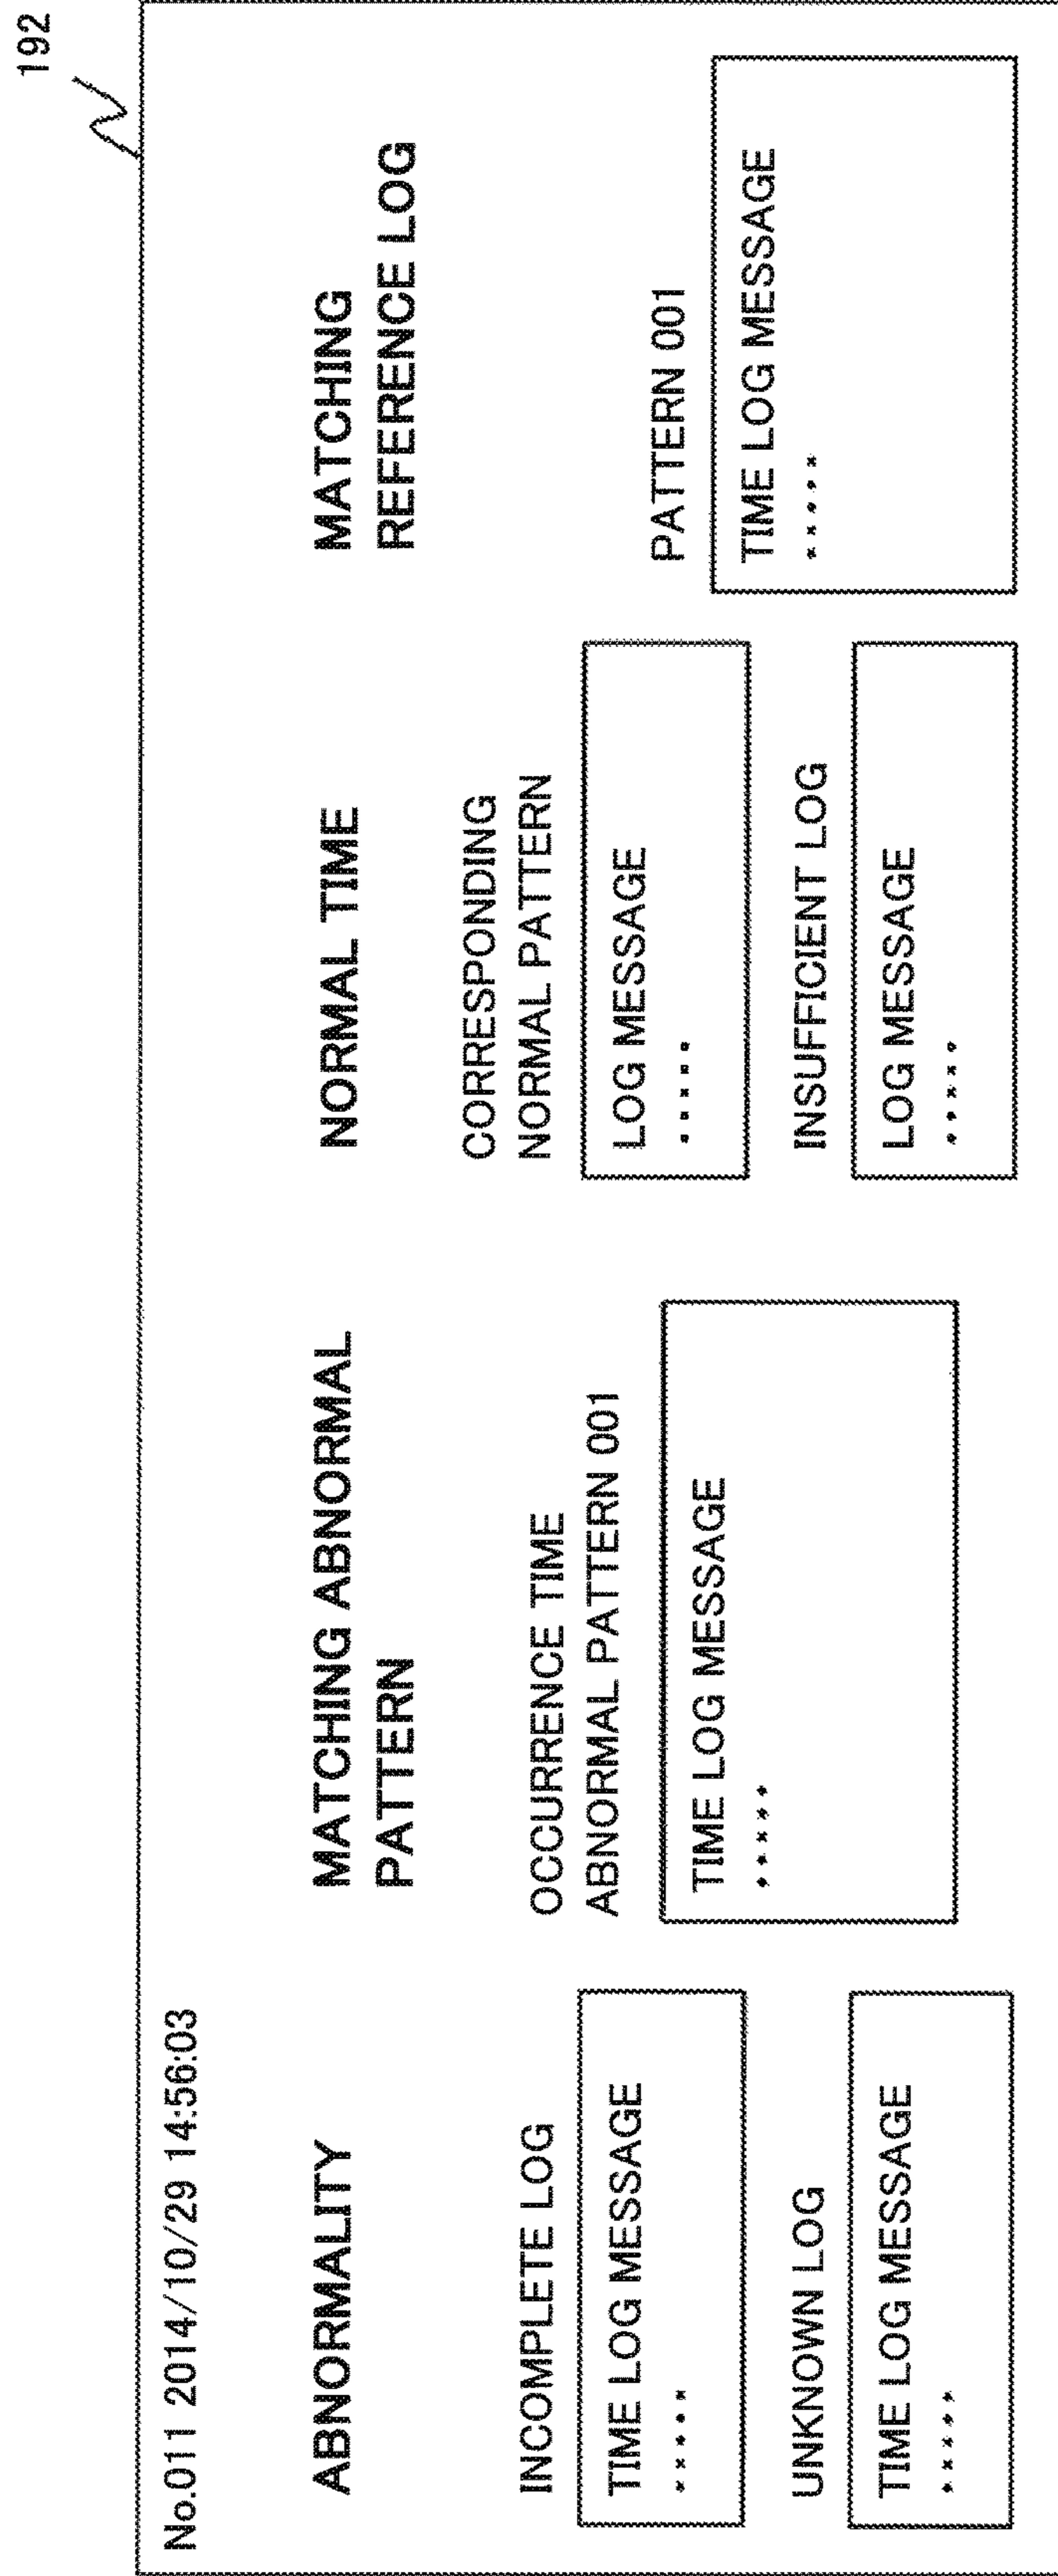 192
No.011 2014/10/29 14:56:03
ABNORMALITY
INCOMPLETE LOG
TIME LOG MESSAGE
.....
UNKNOWN LOG
TIME LOG MESSAGE
.....
MATCHING ABNORMAL
PATTERN
OCCURRENCE TIME
ABNORMAL PATTERN 001
TIME LOG MESSAGE
.....
NORMAL TIME
CORRESPONDING
NORMAL PATTERN
LOG MESSAGE
.....
INSUFFICIENT LOG
LOG MESSAGE
.....
MATCHING
REFERENCE LOG
PATTERN 001
TIME LOG MESSAGE
.....